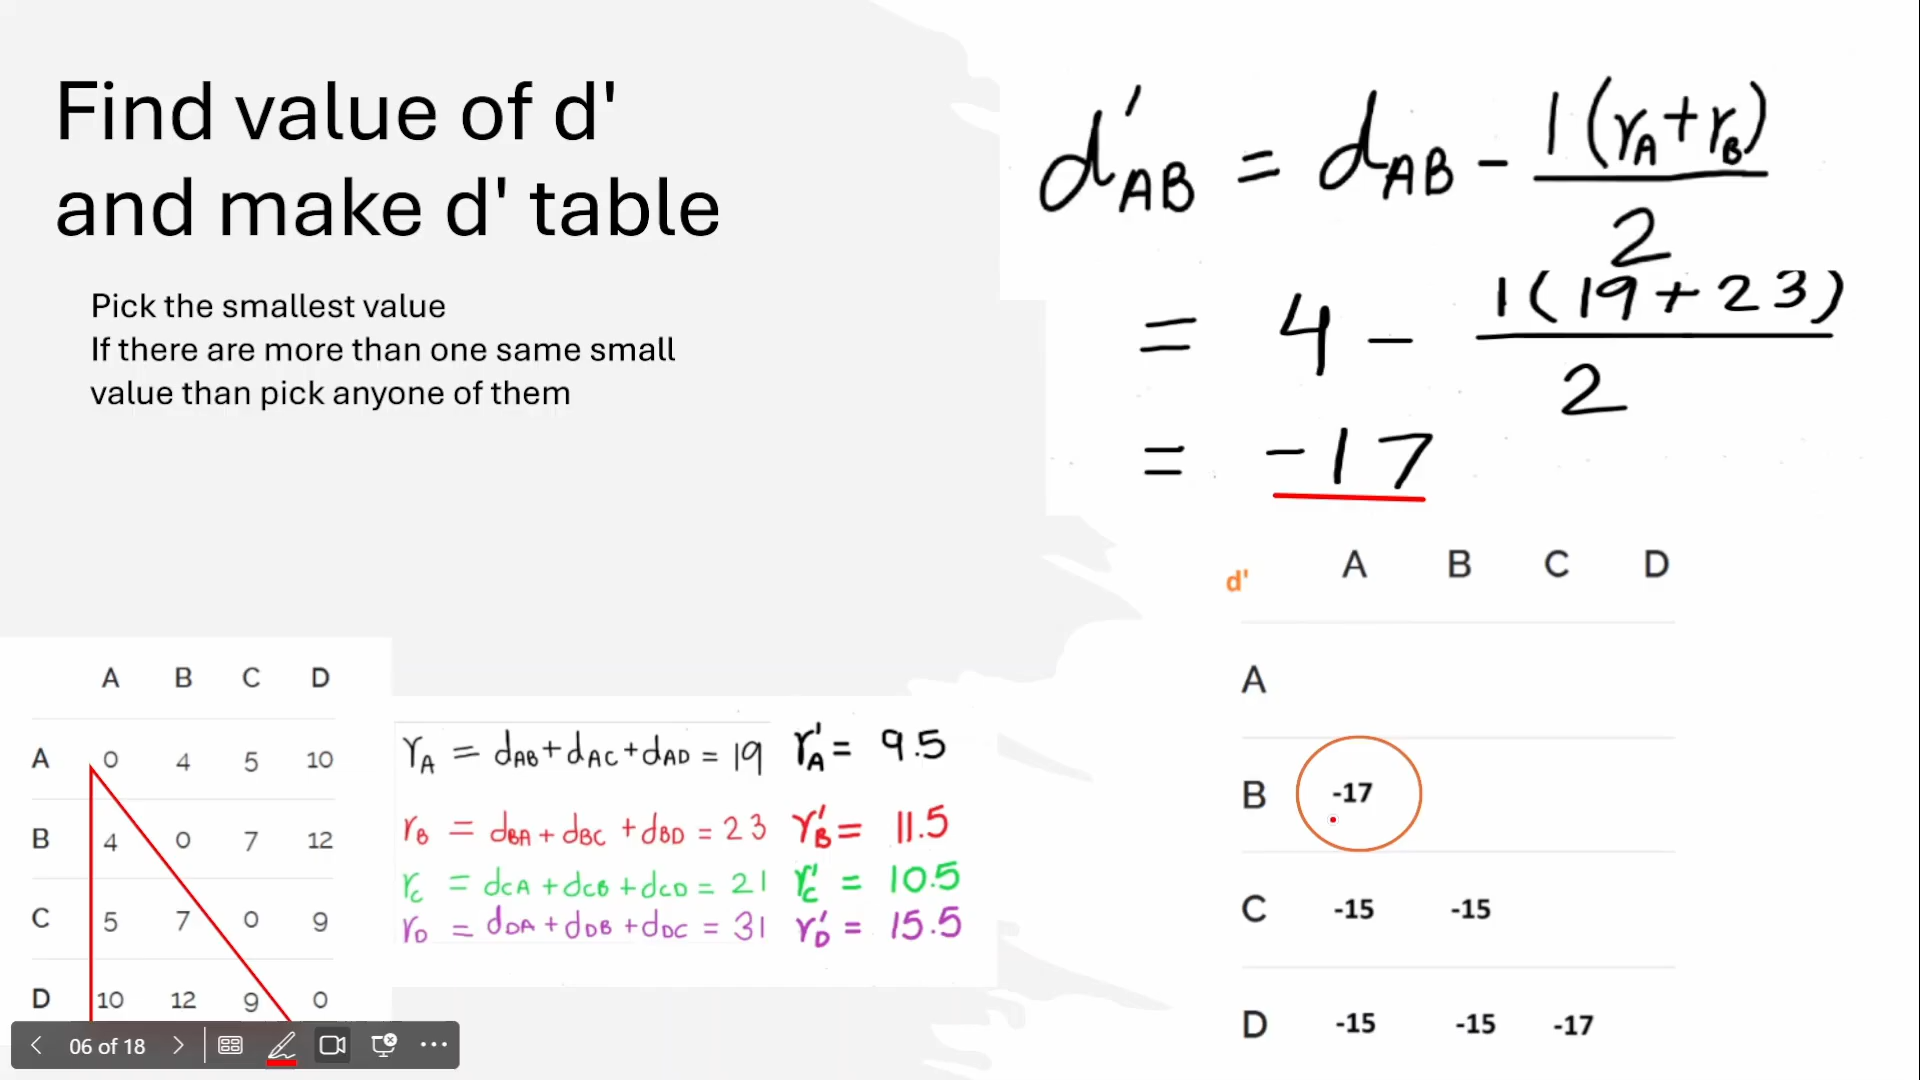 Find value of d'
and make d' table
Pick the smallest value
If there are more than one same small
value than pick anyone of them
d'AB = dAB - 1(rA+rB)
2
= 4 - 1(19+23)
2
= -17
d' A B C D
A
B -17
C -15 -15
D -15 -15 -17
A B C D
A 0 4 5 10
B 4 0 7 12
C 5 7 0 9
D 10 12 9 0
rA = dAB+dAC+dAD = 19 r'A = 9.5
rB = dBA+dBC+dBD = 23 r'B = 11.5
rC = dCA+dCB+dCD = 21 r'C = 10.5
rD = dDA+dDB+dDC = 31 r'D = 15.5
06 of 18